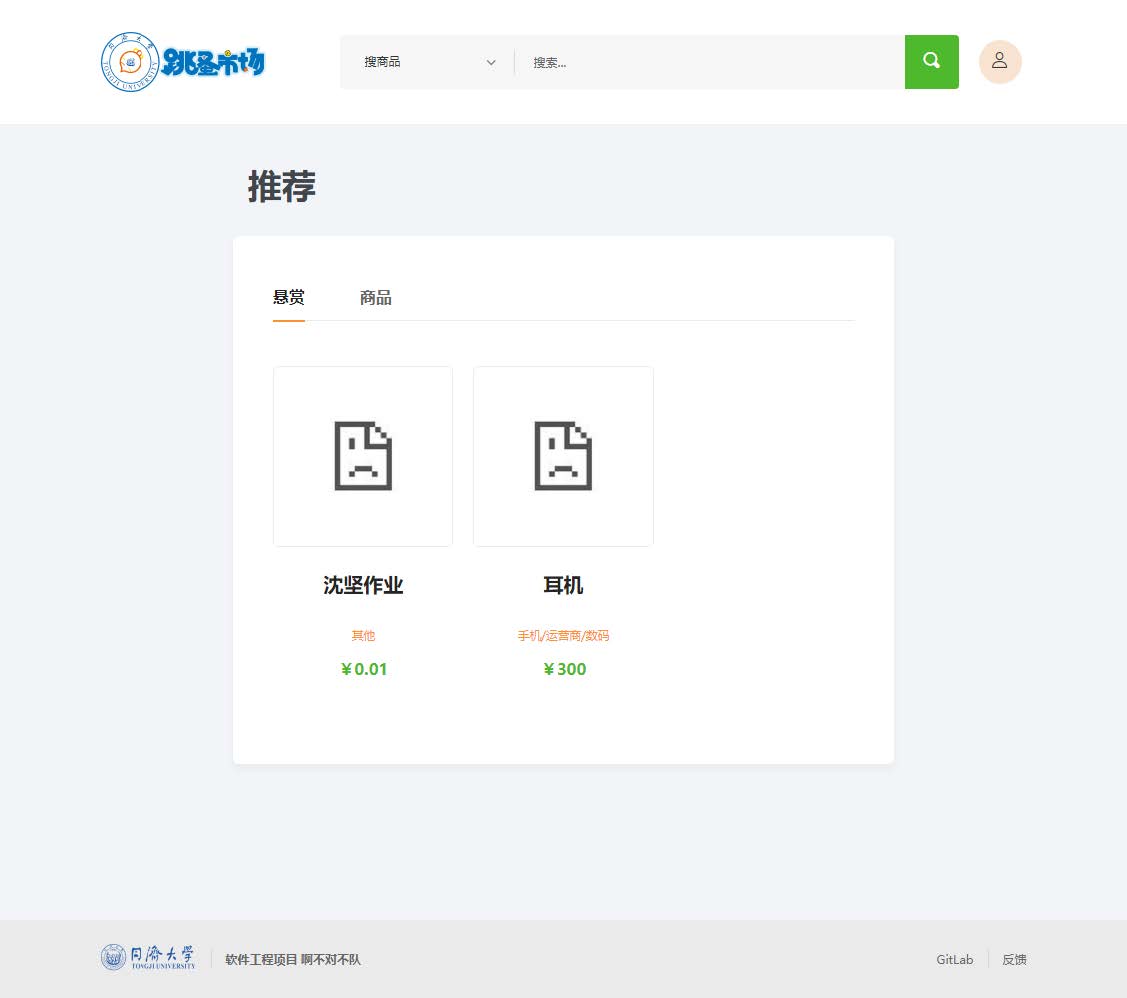 同济大学
TONGJI UNIVERSITY
跳蚤市场
搜商品
搜索...
推荐
悬赏
商品
沈坚作业
耳机
其他
手机/运营商/数码
￥0.01
￥300
同濟大学
TONGJI UNIVERSITY
软件工程项目 啊不对不队
GitLab
反馈